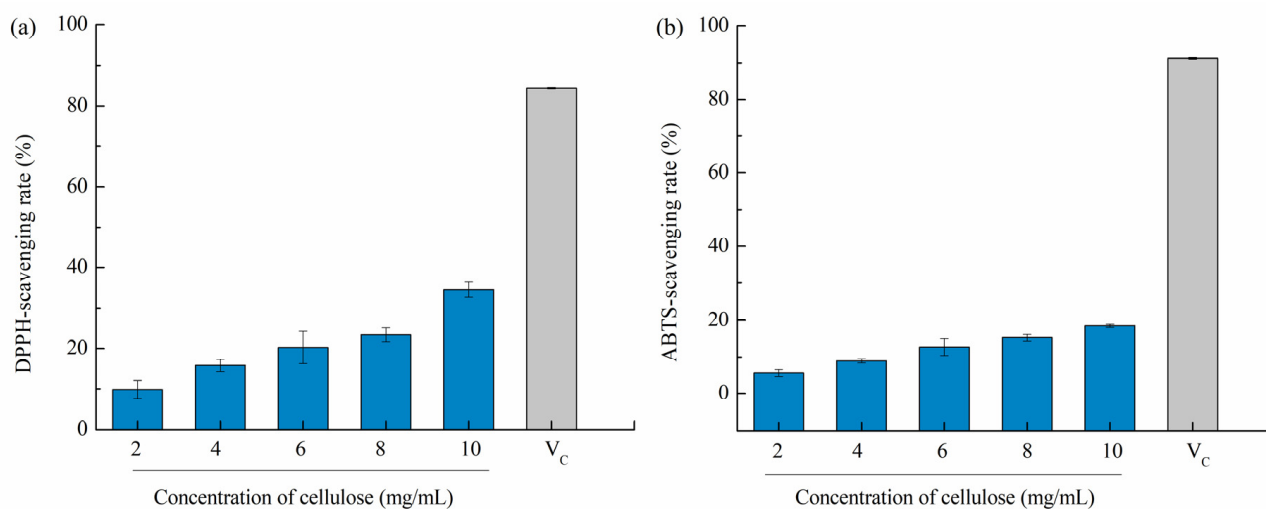 (a)
100
80
60
40
20
0
DPPH-scavenging rate (%)
2 4 6 8 10 V_C
Concentration of cellulose (mg/mL)
(b)
100
80
60
40
20
0
ABTS-scavenging rate (%)
2 4 6 8 10 V_C
Concentration of cellulose (mg/mL)